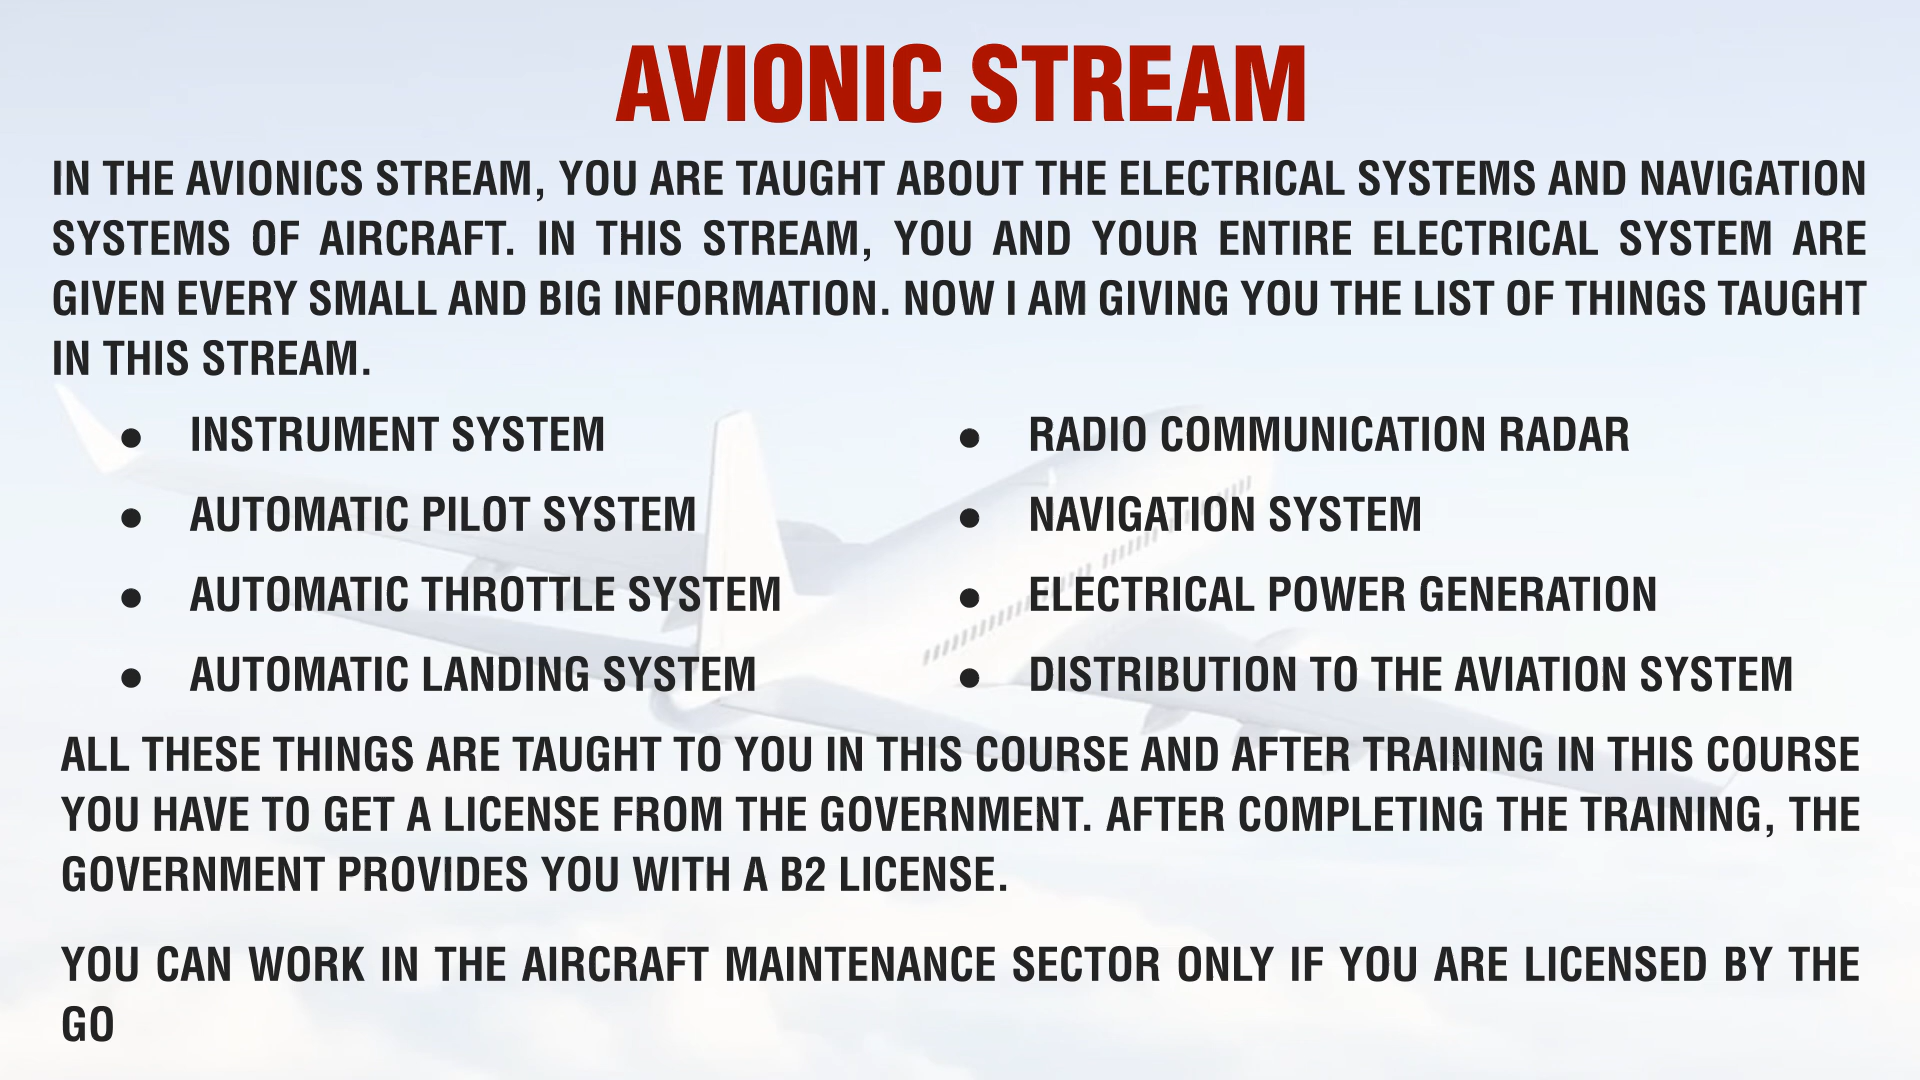 AVIONIC STREAM
IN THE AVIONICS STREAM, YOU ARE TAUGHT ABOUT THE ELECTRICAL SYSTEMS AND NAVIGATION
SYSTEMS OF AIRCRAFT. IN THIS STREAM, YOU AND YOUR ENTIRE ELECTRICAL SYSTEM ARE
GIVEN EVERY SMALL AND BIG INFORMATION. NOW I AM GIVING YOU THE LIST OF THINGS TAUGHT
IN THIS STREAM.
● INSTRUMENT SYSTEM
● AUTOMATIC PILOT SYSTEM
● AUTOMATIC THROTTLE SYSTEM
● AUTOMATIC LANDING SYSTEM
● RADIO COMMUNICATION RADAR
● NAVIGATION SYSTEM
● ELECTRICAL POWER GENERATION
● DISTRIBUTION TO THE AVIATION SYSTEM
ALL THESE THINGS ARE TAUGHT TO YOU IN THIS COURSE AND AFTER TRAINING IN THIS COURSE
YOU HAVE TO GET A LICENSE FROM THE GOVERNMENT. AFTER COMPLETING THE TRAINING, THE
GOVERNMENT PROVIDES YOU WITH A B2 LICENSE.
YOU CAN WORK IN THE AIRCRAFT MAINTENANCE SECTOR ONLY IF YOU ARE LICENSED BY THE
GO